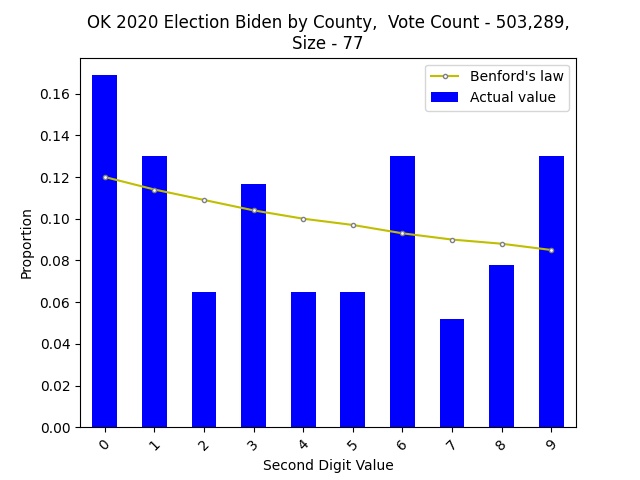 OK 2020 Election Biden by County,  Vote Count - 503,289,
Size - 77
Benford's law
Actual value
Proportion
0.16
0.14
0.12
0.10
0.08
0.06
0.04
0.02
0.00
0 1 2 3 4 5 6 7 8 9
Second Digit Value